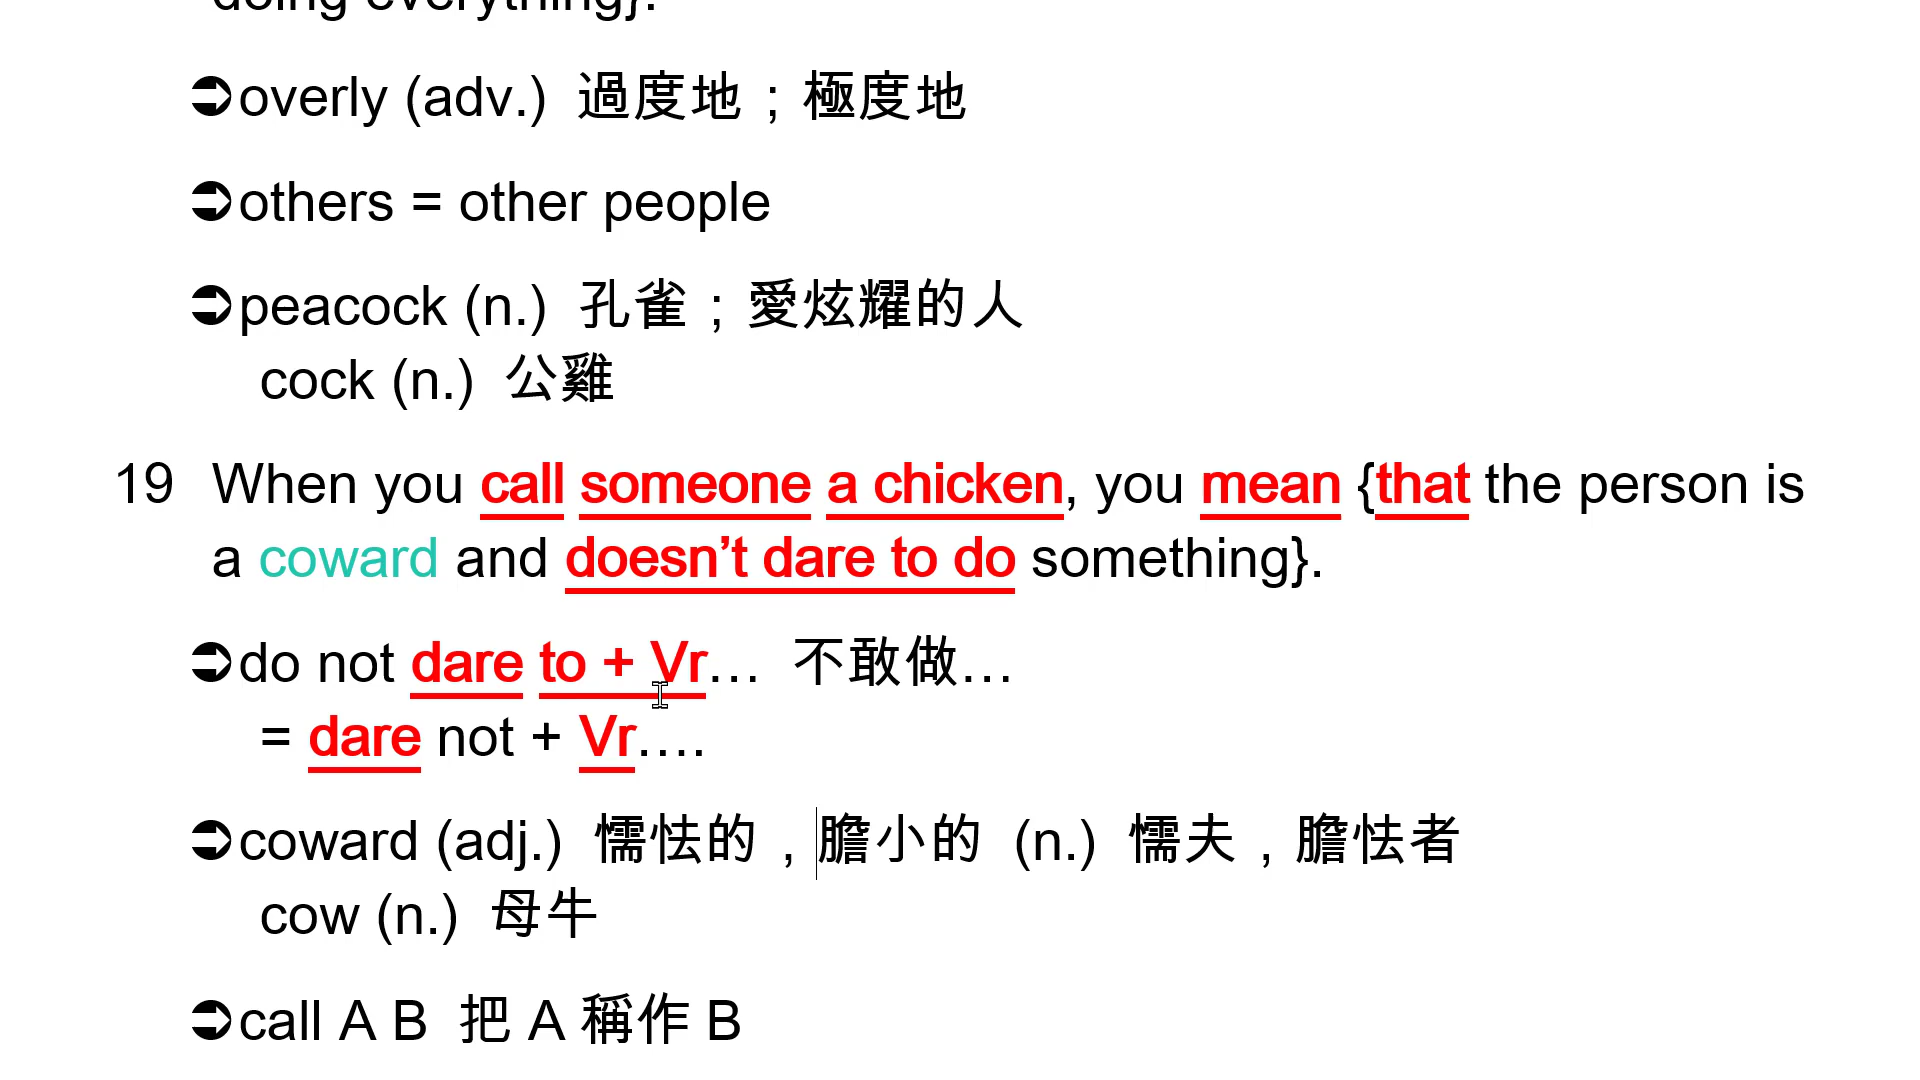 doing everything}.
➲overly (adv.) 過度地；極度地
➲others = other people
➲peacock (n.) 孔雀；愛炫耀的人
cock (n.) 公雞
19 When you call someone a chicken, you mean {that the person is
a coward and doesn’t dare to do something}.
➲do not dare to + Vr… 不敢做…
= dare not + Vr….
➲coward (adj.) 懦怯的，膽小的 (n.) 懦夫，膽怯者
cow (n.) 母牛
➲call A B 把 A 稱作 B